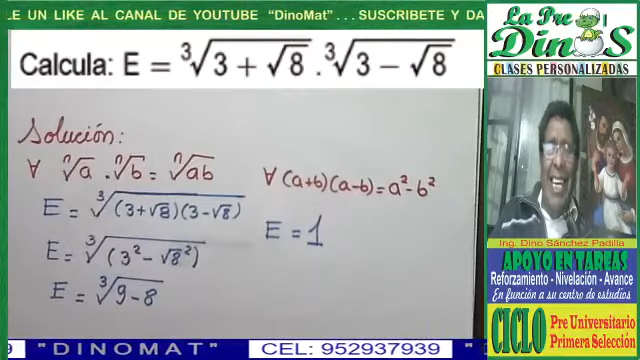 LE UN LIKE AL CANAL DE YOUTUBE "DinoMat"... SUSCRIBETE Y DA
La Pre
DinoS
CLASES PERSONALIZADAS
Calcula: E = ∛(3 + √8) . ∛(3 − √8)
Solución:
∀ ⁿ√a . ⁿ√b = ⁿ√ab
∀ (a+b)(a-b) = a² - b²
E = ∛((3+√8)(3-√8))
E = 1
E = ∛(3² - √8²)
E = ∛(9 - 8)
Ing. Dino Sánchez Padilla
APOYO EN TAREAS
Reforzamiento - Nivelación - Avance
En función a su centro de estudios
CICLO Pre Universitario
Primera Selección
9 "DINOMAT" CEL: 952937939 "